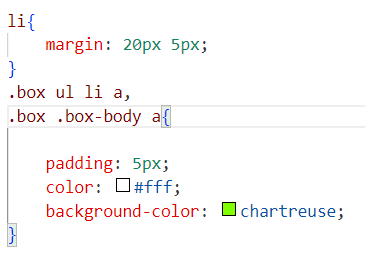 li{
margin: 20px 5px;
}
.box ul li a,
.box .box-body a{
padding: 5px;
color: #fff;
background-color: chartreuse;
}